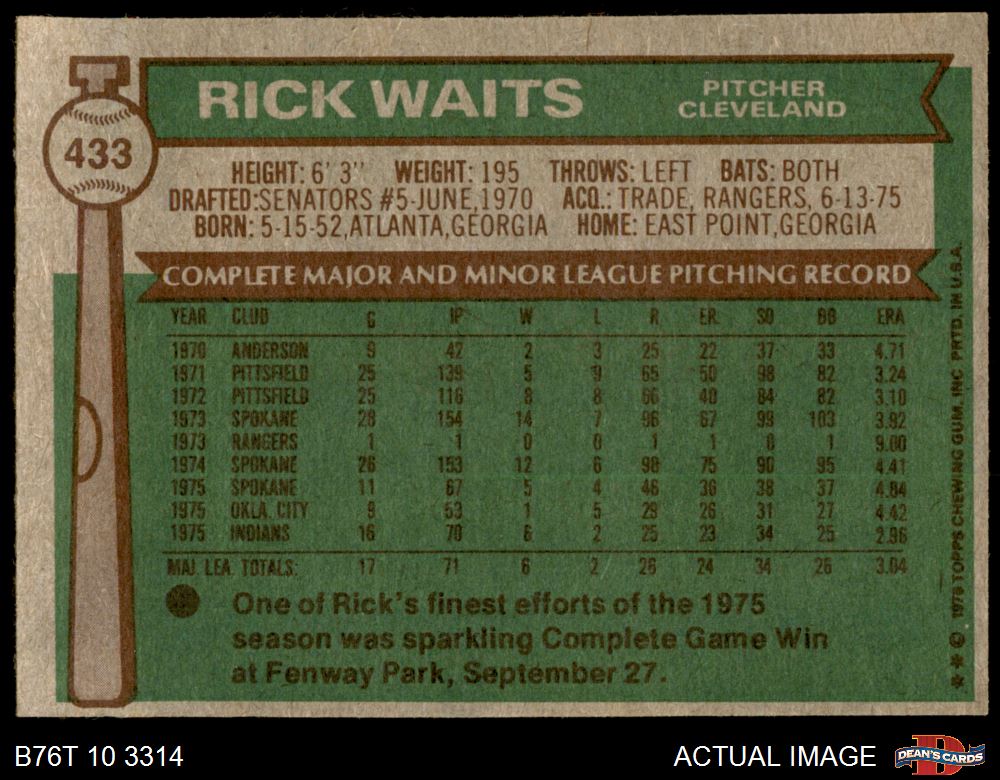 RICK WAITS
PITCHER
CLEVELAND
433
HEIGHT: 6' 3" WEIGHT: 195 THROWS: LEFT BATS: BOTH
DRAFTED: SENATORS #5-JUNE, 1970 ACQ.: TRADE, RANGERS, 6-13-75
BORN: 5-15-52, ATLANTA, GEORGIA HOME: EAST POINT, GEORGIA
COMPLETE MAJOR AND MINOR LEAGUE PITCHING RECORD
YEAR CLUB G IP W L R ER SO BB ERA
1970 ANDERSON 9 42 2 3 25 22 37 33 4.71
1971 PITTSFIELD 25 139 5 9 65 50 98 82 3.24
1972 PITTSFIELD 25 116 8 8 66 40 84 82 3.10
1973 SPOKANE 28 154 14 7 96 67 99 103 3.92
1973 RANGERS 1 1 0 0 1 1 0 1 9.00
1974 SPOKANE 26 153 12 6 98 75 90 95 4.41
1975 SPOKANE 11 67 5 4 46 36 38 37 4.84
1975 OKLA. CITY 9 53 1 5 29 26 31 27 4.42
1975 INDIANS 16 70 6 2 25 23 34 25 2.96
MAJ. LEA. TOTALS: 17 71 6 2 26 24 34 26 3.04
One of Rick's finest efforts of the 1975
season was sparkling Complete Game Win
at Fenway Park, September 27.
** © 1976 TOPPS CHEWING GUM, INC. PRTD. IN U.S.A.
B76T 10 3314
ACTUAL IMAGE
DEAN'S CARDS